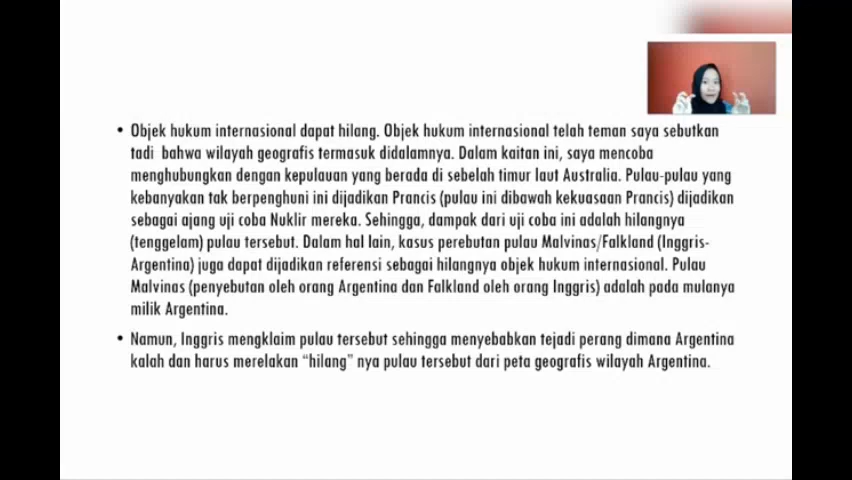 • Objek hukum internasional dapat hilang. Objek hukum internasional telah teman saya sebutkan
tadi bahwa wilayah geografis termasuk didalamnya. Dalam kaitan ini, saya mencoba
menghubungkan dengan kepulauan yang berada di sebelah timur laut Australia. Pulau-pulau yang
kebanyakan tak berpenghuni ini dijadikan Prancis (pulau ini dibawah kekuasaan Prancis) dijadikan
sebagai ajang uji coba Nuklir mereka. Sehingga, dampak dari uji coba ini adalah hilangnya
(tenggelam) pulau tersebut. Dalam hal lain, kasus perebutan pulau Malvinas/Falkland (Inggris-
Argentina) juga dapat dijadikan referensi sebagai hilangnya objek hukum internasional. Pulau
Malvinas (penyebutan oleh orang Argentina dan Falkland oleh orang Inggris) adalah pada mulanya
milik Argentina.
• Namun, Inggris mengklaim pulau tersebut sehingga menyebabkan tejadi perang dimana Argentina
kalah dan harus merelakan “hilang” nya pulau tersebut dari peta geografis wilayah Argentina.